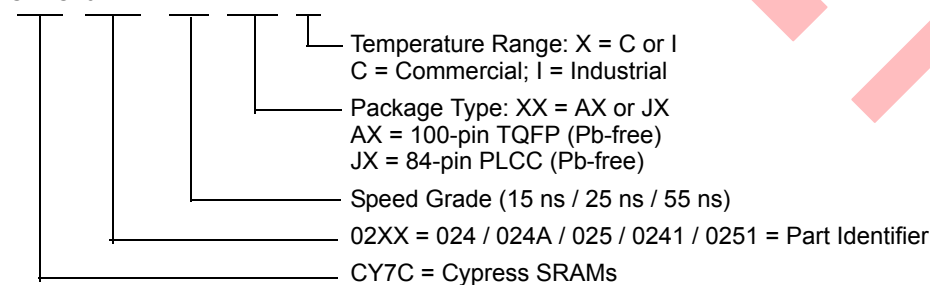 Temperature Range: X = C or I
C = Commercial; I = Industrial
Package Type: XX = AX or JX
AX = 100-pin TQFP (Pb-free)
JX = 84-pin PLCC (Pb-free)
Speed Grade (15 ns / 25 ns / 55 ns)
02XX = 024 / 024A / 025 / 0241 / 0251 = Part Identifier
CY7C = Cypress SRAMs